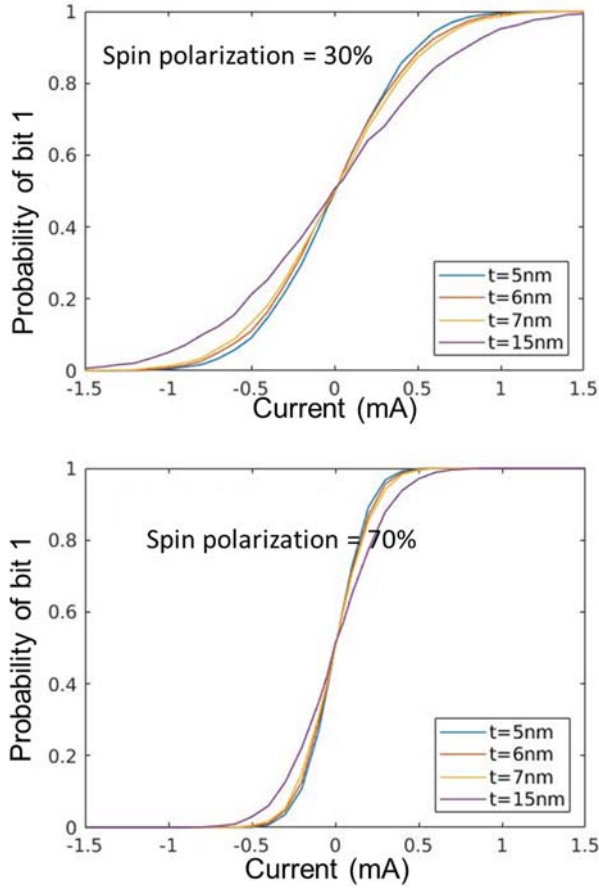 1
Spin polarization = 30%
0.8
0.6
0.4
0.2
0
Probability of bit 1
t=5nm
t=6nm
t=7nm
t=15nm
-1.5 -1 -0.5 0 0.5 1 1.5
Current (mA)
1
Spin polarization = 70%
0.8
0.6
0.4
0.2
0
Probability of bit 1
t=5nm
t=6nm
t=7nm
t=15nm
-1.5 -1 -0.5 0 0.5 1 1.5
Current (mA)